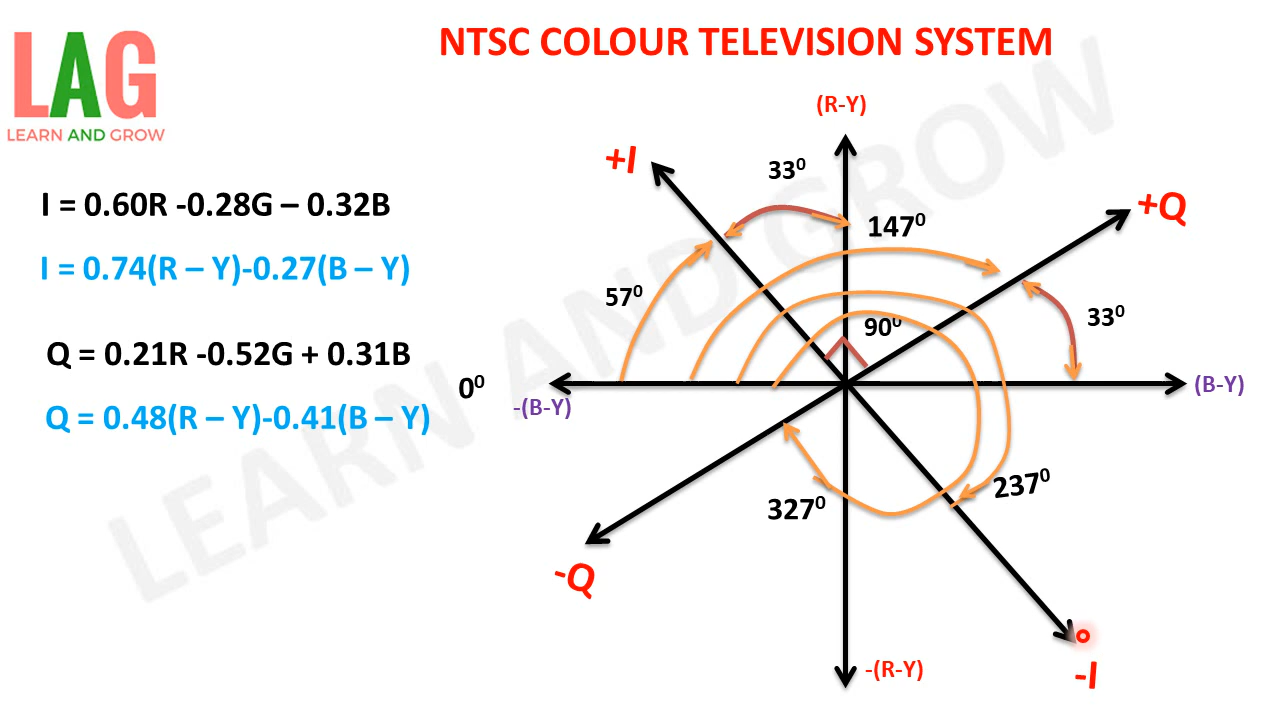 LAG
LEARN AND GROW
NTSC COLOUR TELEVISION SYSTEM
(R-Y)
+I
33⁰
+Q
I = 0.60R -0.28G – 0.32B
147⁰
I = 0.74(R – Y)-0.27(B – Y)
57⁰
33⁰
90⁰
Q = 0.21R -0.52G + 0.31B
0⁰
-(B-Y)
(B-Y)
Q = 0.48(R – Y)-0.41(B – Y)
237⁰
327⁰
-Q
-(R-Y)
-I
LEARN AND GROW